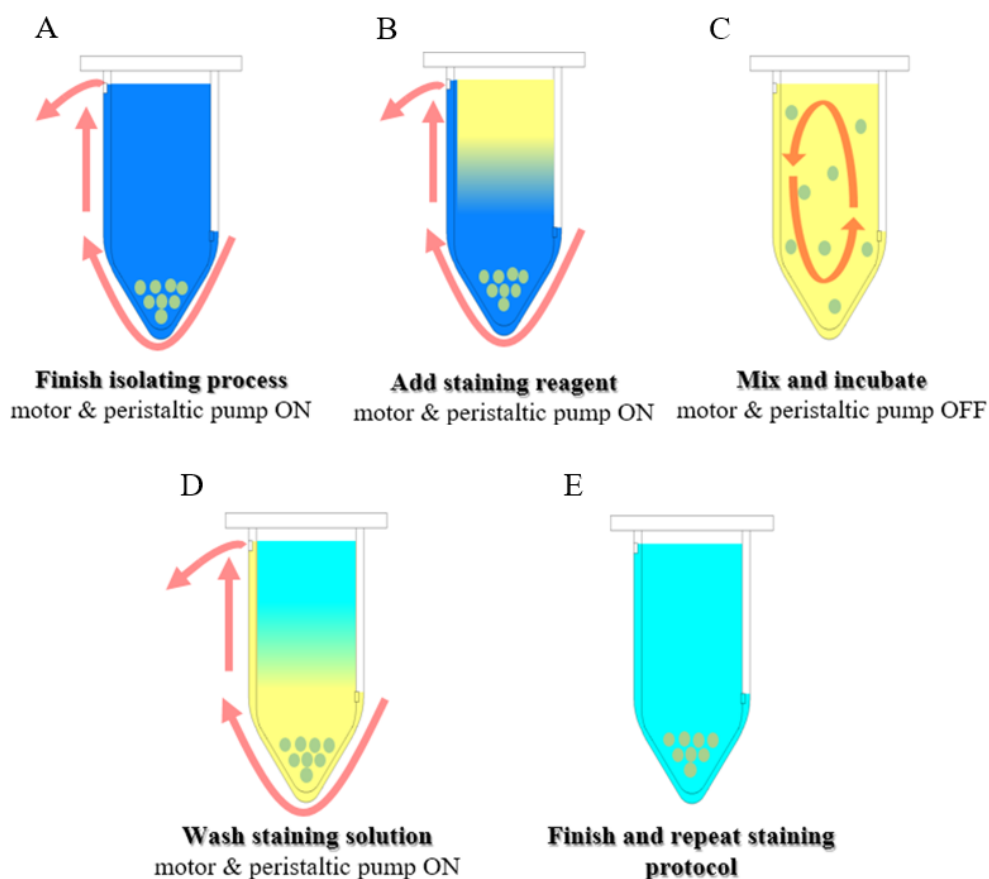 A
B
C
Finish isolating process
motor & peristaltic pump ON
Add staining reagent
motor & peristaltic pump ON
Mix and incubate
motor & peristaltic pump OFF
D
E
Wash staining solution
motor & peristaltic pump ON
Finish and repeat staining
protocol